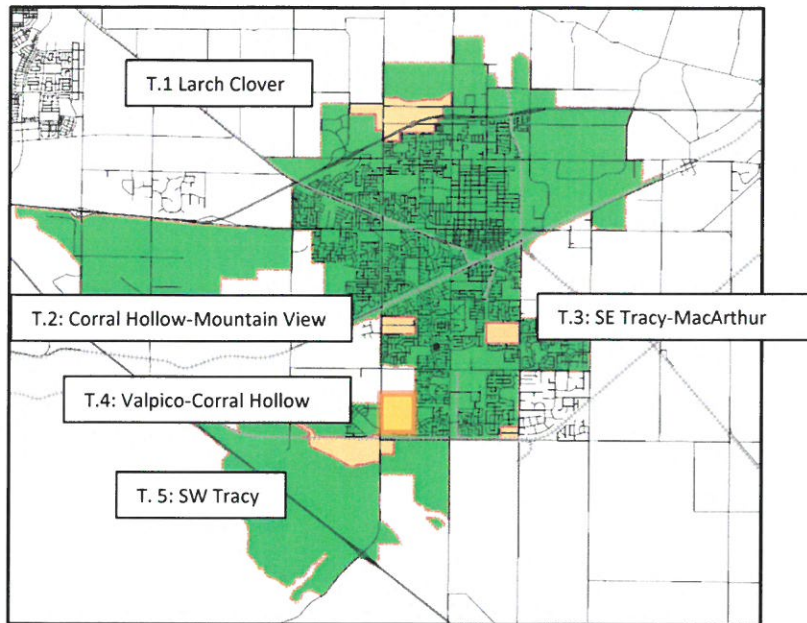 T.1 Larch Clover
T.2: Corral Hollow-Mountain View
T.3: SE Tracy-MacArthur
T.4: Valpico-Corral Hollow
T. 5: SW Tracy